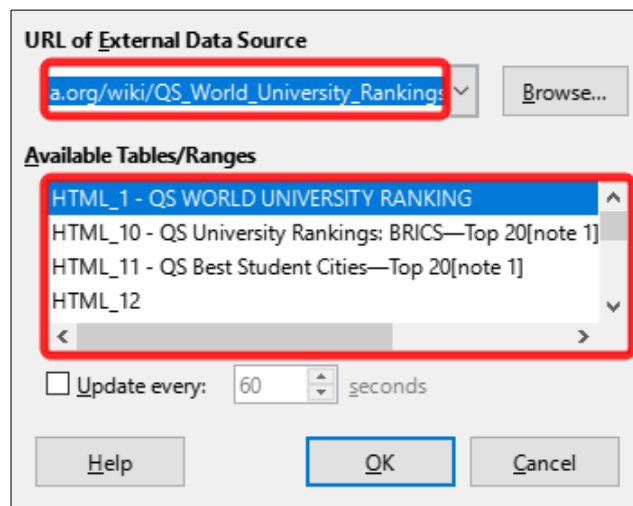 URL of External Data Source
a.org/wiki/QS_World_University_Rankings
Browse...
Available Tables/Ranges
HTML_1 - QS WORLD UNIVERSITY RANKING
HTML_10 - QS University Rankings: BRICS—Top 20[note 1]
HTML_11 - QS Best Student Cities—Top 20[note 1]
HTML_12
Update every: 60 seconds
Help OK Cancel